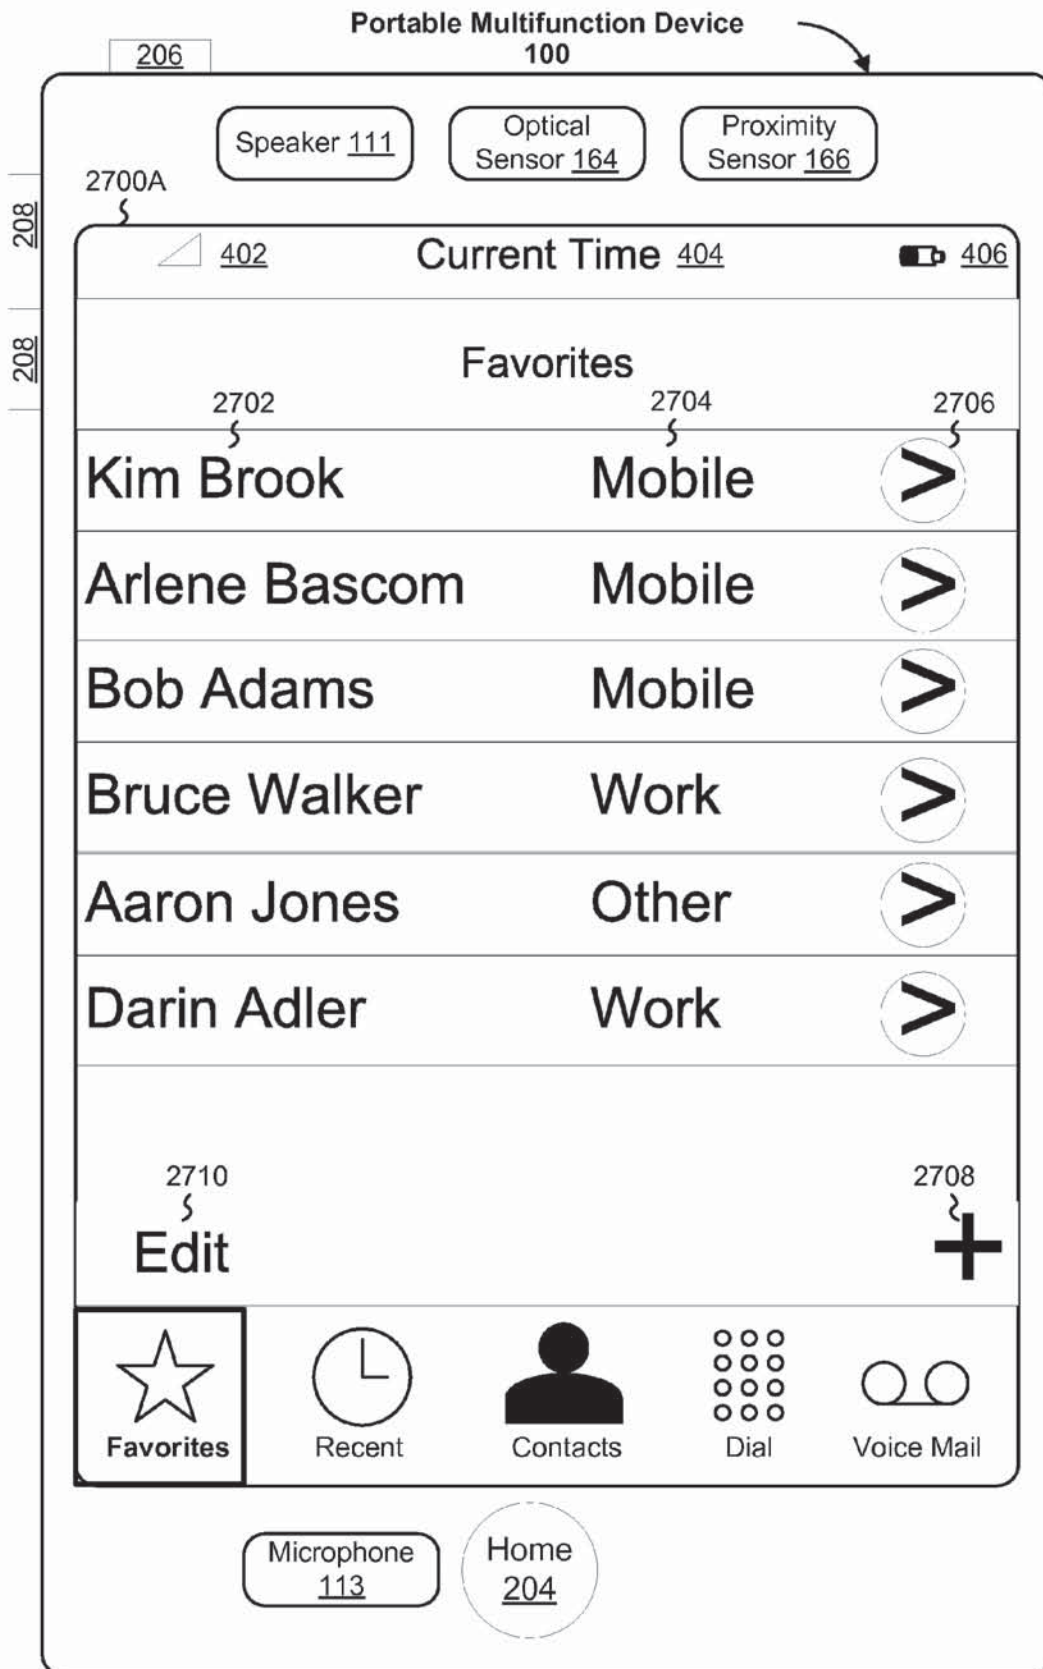 Portable Multifunction Device
100
206
Speaker 111
Optical
Sensor 164
Proximity
Sensor 166
2700A
208
402
Current Time 404
406
208
Favorites
2702
2704
2706
Kim Brook Mobile >
Arlene Bascom Mobile >
Bob Adams Mobile >
Bruce Walker Work >
Aaron Jones Other >
Darin Adler Work >
2710
2708
Edit +
Favorites
Recent
Contacts
Dial
Voice Mail
Microphone
113
Home
204